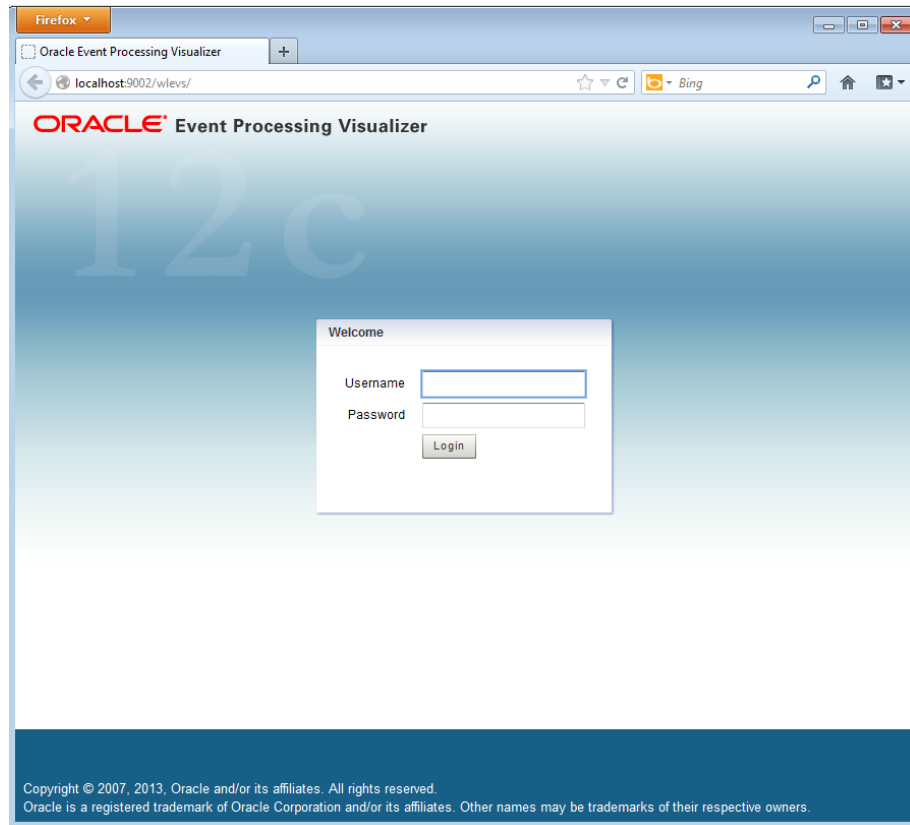 Firefox
Oracle Event Processing Visualizer
localhost:9002/wlevs/
Bing
ORACLE Event Processing Visualizer
12c
Welcome
Username
Password
Login
Copyright © 2007, 2013, Oracle and/or its affiliates. All rights reserved.
Oracle is a registered trademark of Oracle Corporation and/or its affiliates. Other names may be trademarks of their respective owners.